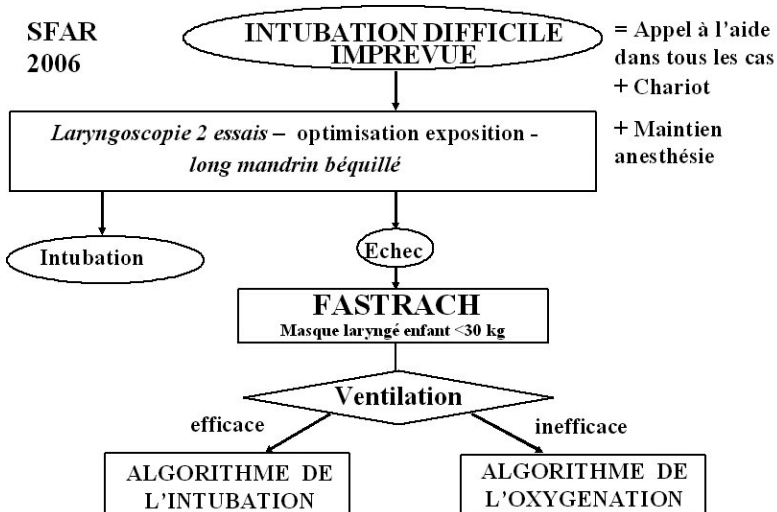 SFAR
2006
INTUBATION DIFFICILE
IMPREVUE
= Appel à l'aide
dans tous les cas
+ Chariot
+ Maintien
anesthésie
Laryngoscopie 2 essais – optimisation exposition -
long mandrin béquillé
Intubation
Echec
FASTRACH
Masque laryngé enfant <30 kg
Ventilation
efficace
inefficace
ALGORITHME DE
L'INTUBATION
ALGORITHME DE
L'OXYGENATION